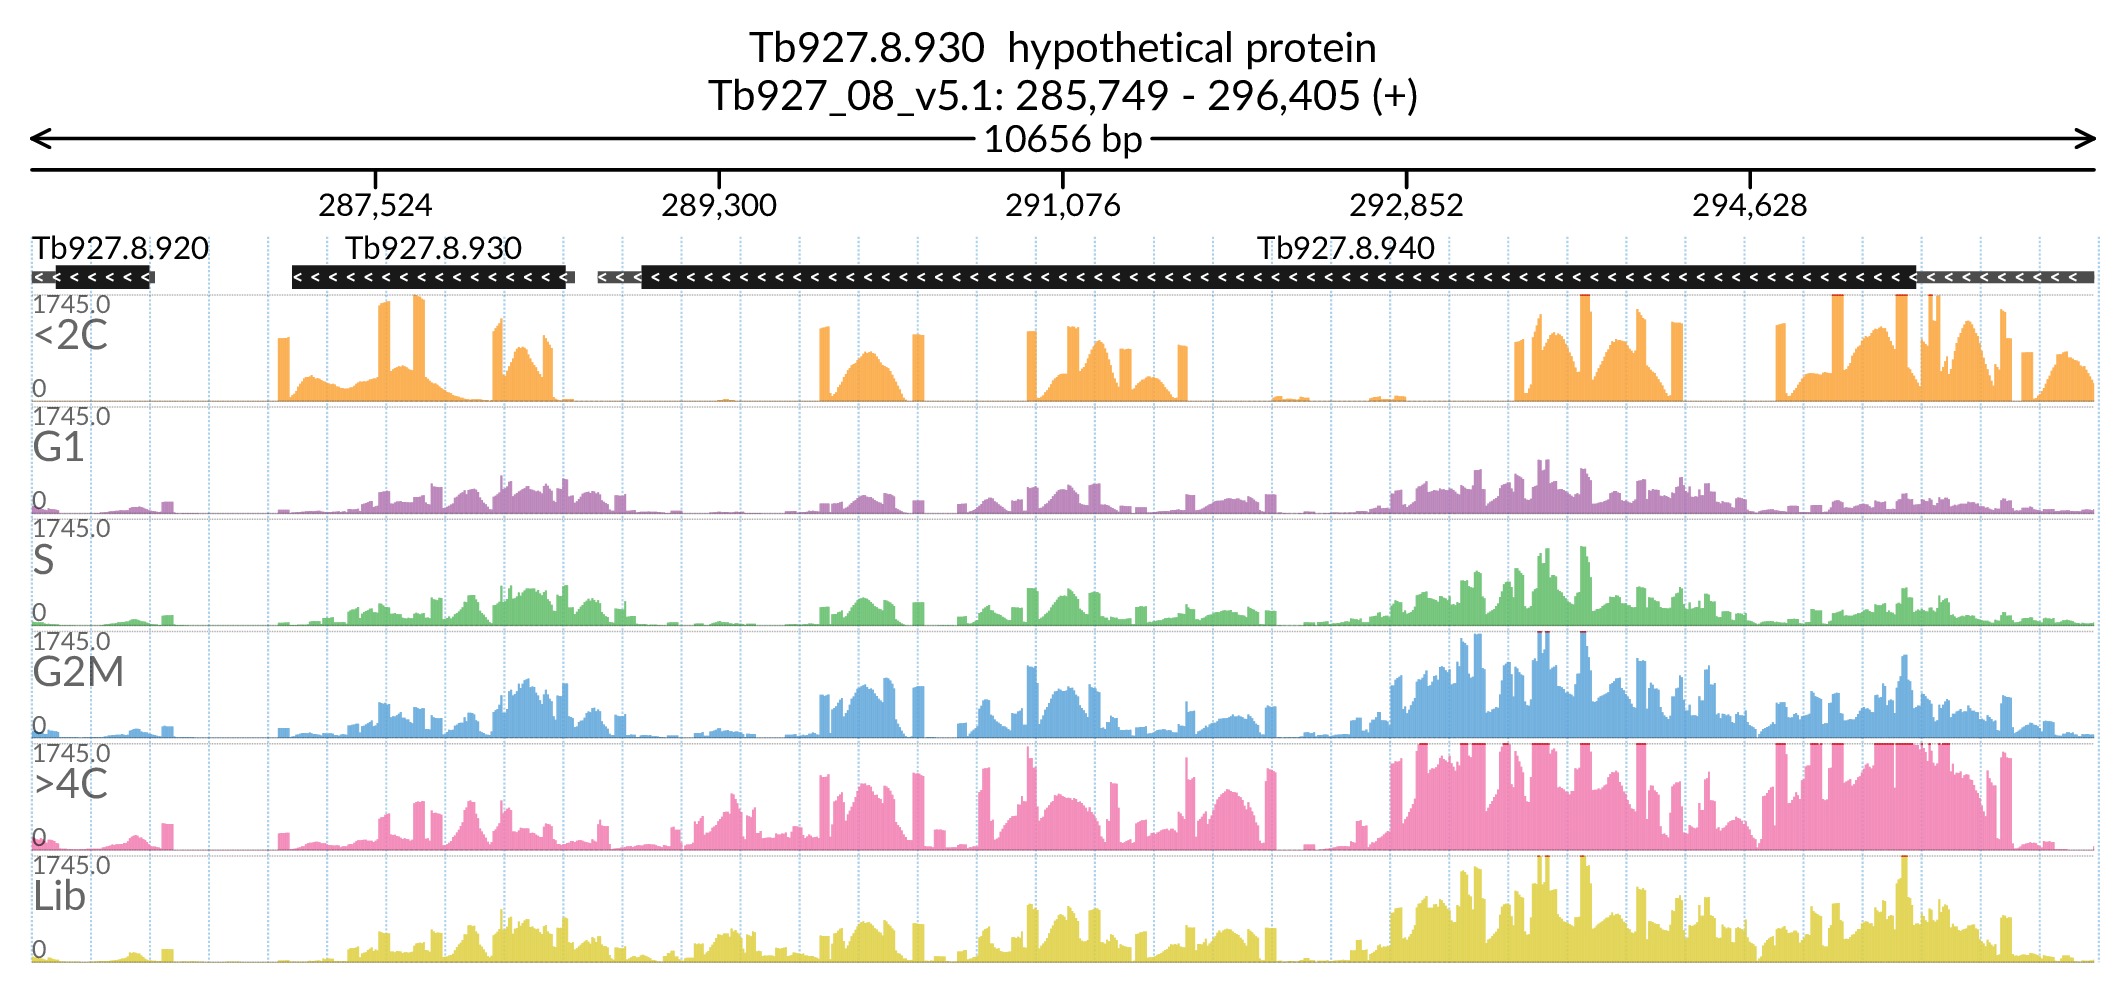 Tb927.8.930 hypothetical protein
Tb927_08_v5.1: 285,749 - 296,405 (+)
10656 bp
287,524 289,300 291,076 292,852 294,628
Tb927.8.920 Tb927.8.930 Tb927.8.940
1745.0
<2C
0
1745.0
G1
0
1745.0
S
0
1745.0
G2M
0
1745.0
>4C
0
1745.0
Lib
0